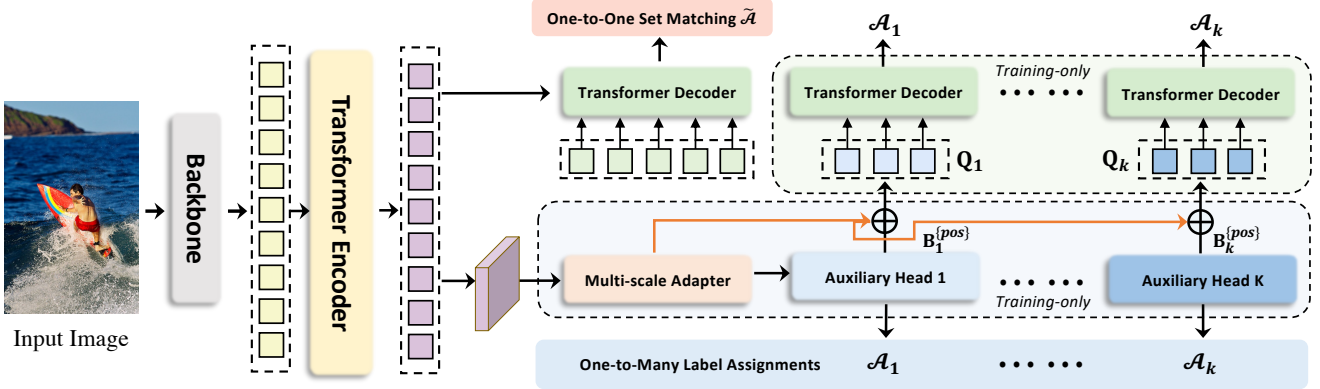 One-to-One Set Matching 𝒜̃
𝒜₁
𝒜ₖ
Transformer Decoder
Transformer Decoder
Training-only
Transformer Decoder
Q₁
Qₖ
Backbone
Transformer Encoder
B₁^{pos}
Bₖ^{pos}
Multi-scale Adapter
Auxiliary Head 1
Training-only
Auxiliary Head K
Input Image
One-to-Many Label Assignments
𝒜₁
𝒜ₖ